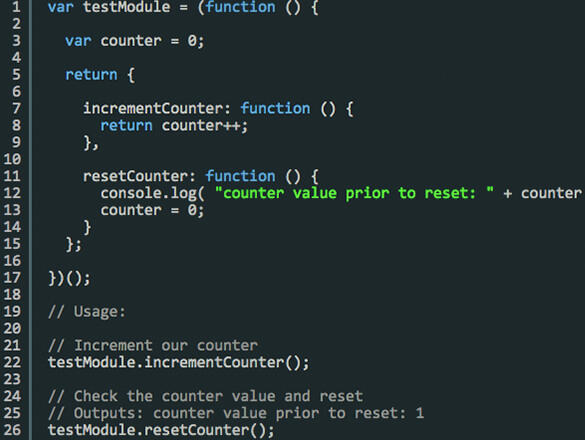 1 var testModule = (function () {
2
3 var counter = 0;
4
5 return {
6
7 incrementCounter: function () {
8 return counter++;
9 },
10
11 resetCounter: function () {
12 console.log( "counter value prior to reset: " + counter
13 counter = 0;
14 }
15 };
16
17 })();
18
19 // Usage:
20
21 // Increment our counter
22 testModule.incrementCounter();
23
24 // Check the counter value and reset
25 // Outputs: counter value prior to reset: 1
26 testModule.resetCounter();